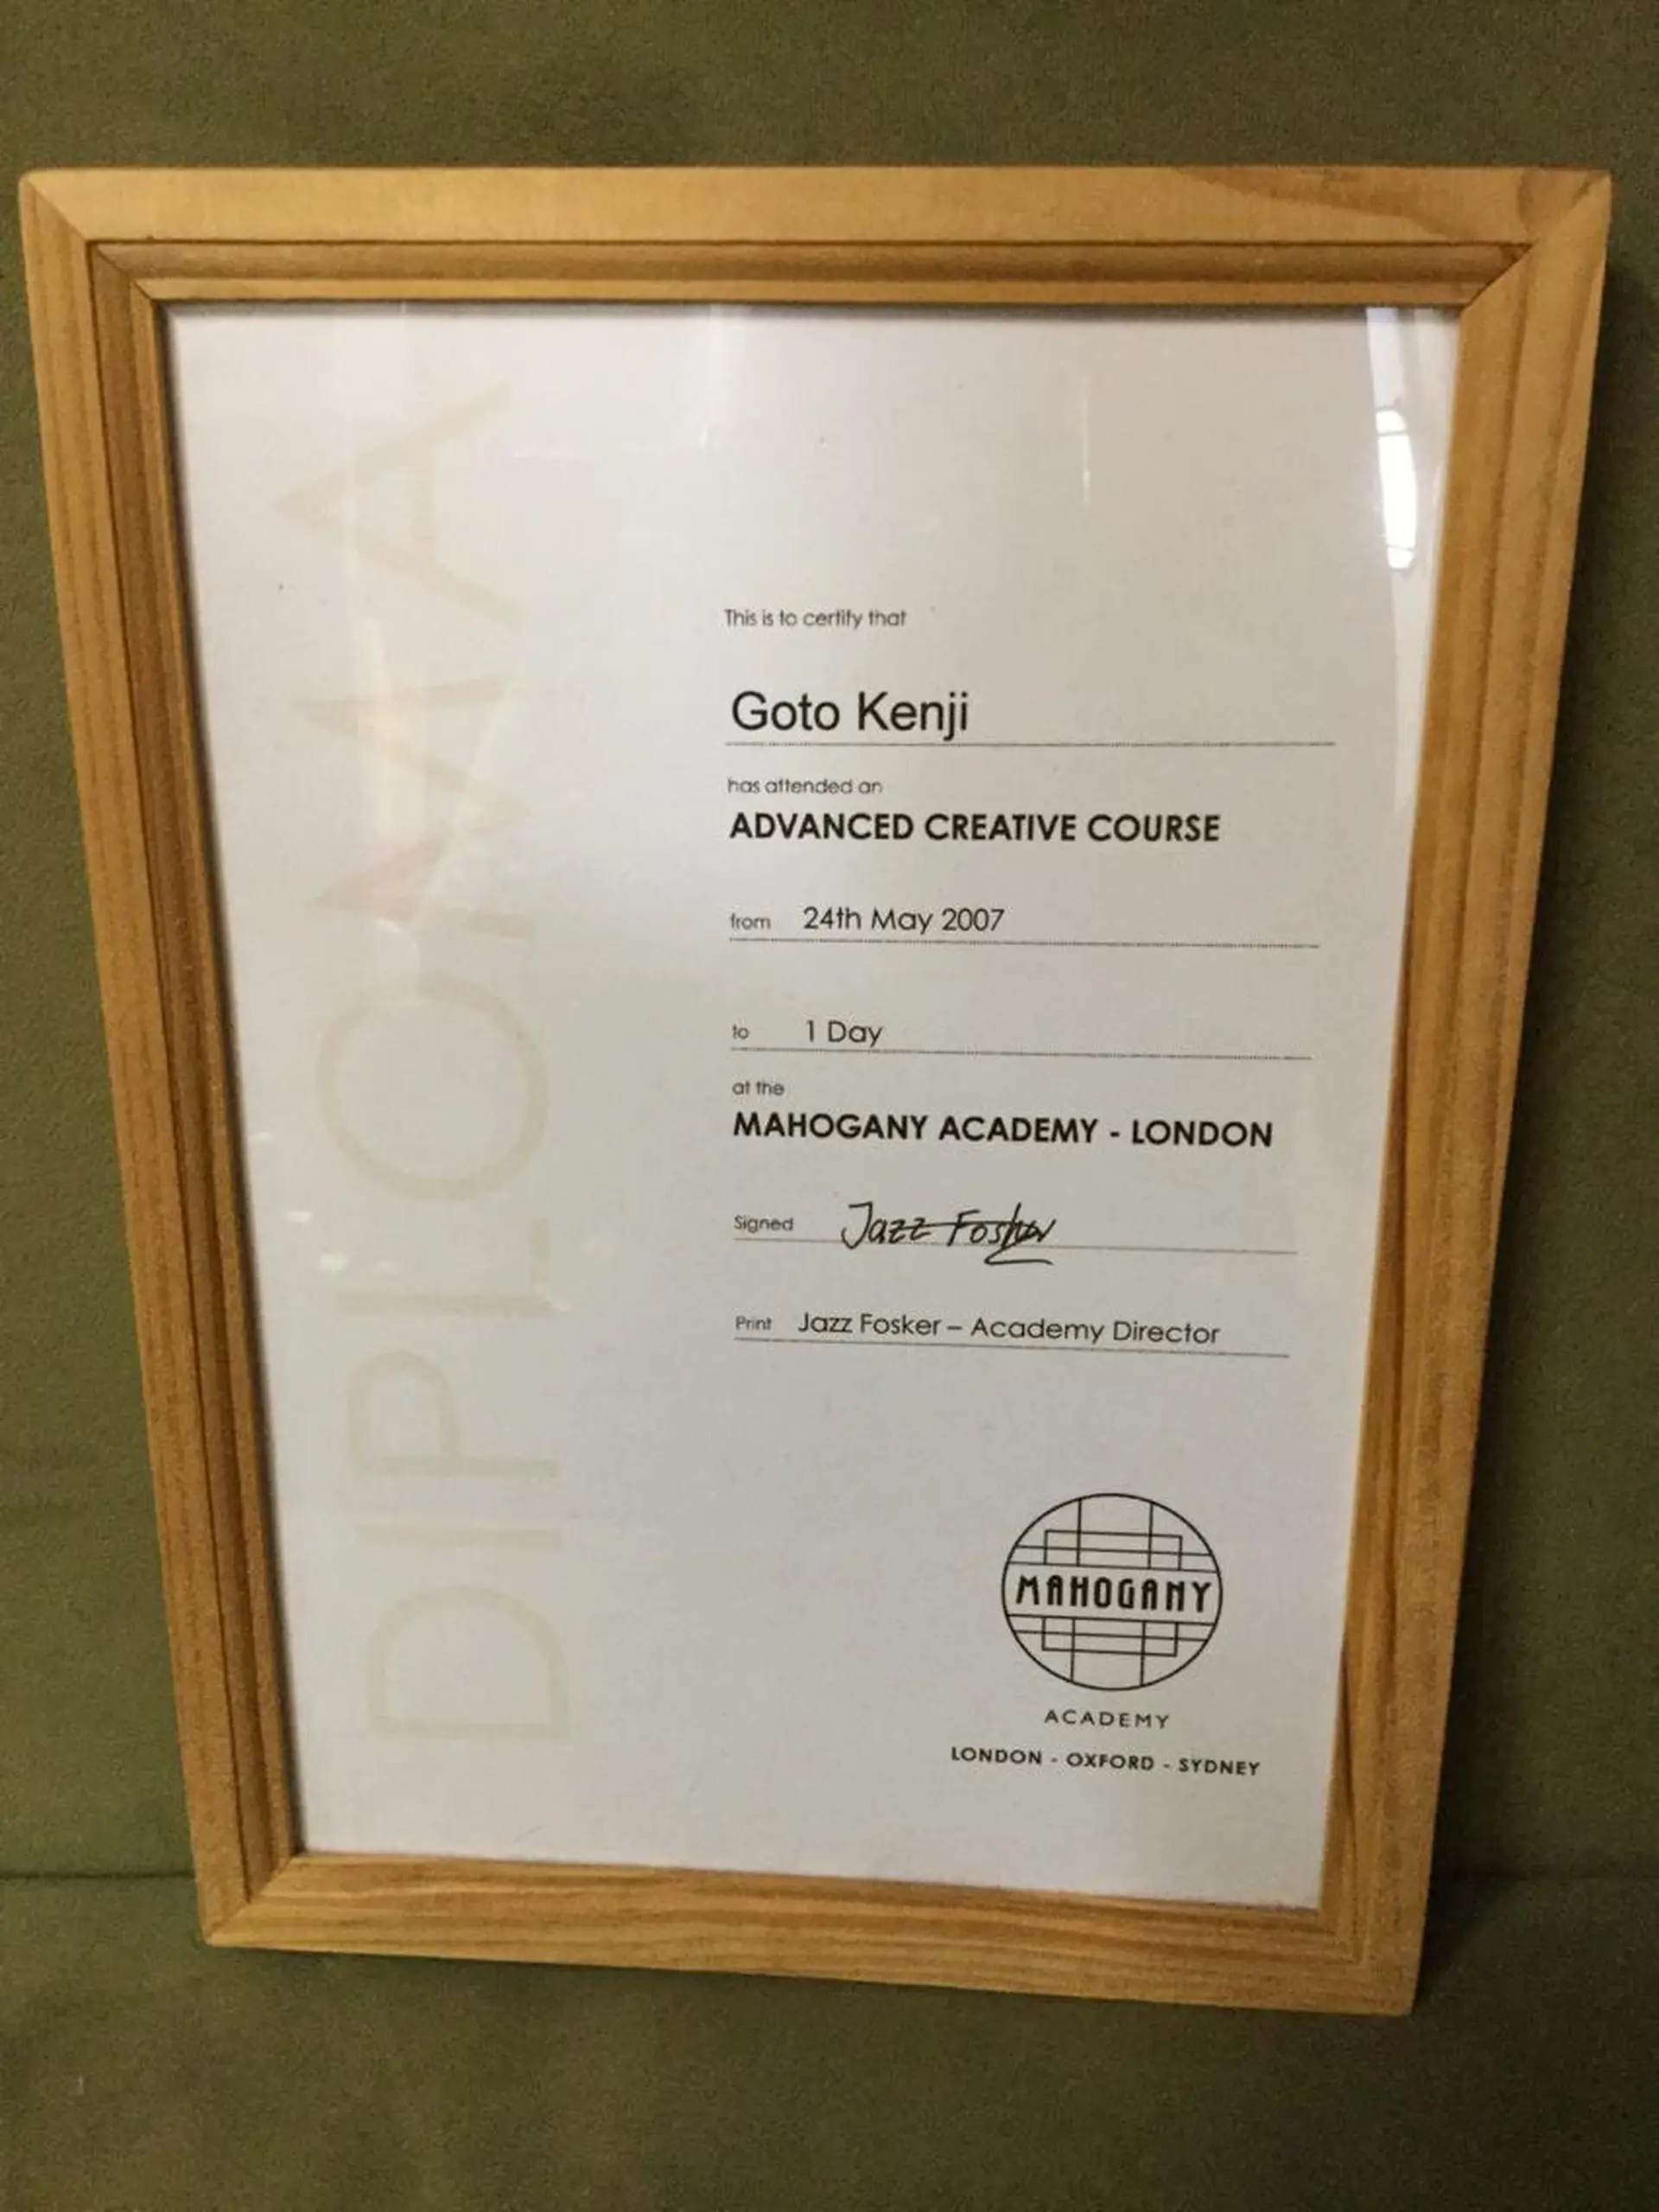 DIPLOMA
This is to certify that
Goto Kenji
has attended an
ADVANCED CREATIVE COURSE
from 24th May 2007
to 1 Day
at the
MAHOGANY ACADEMY - LONDON
Signed Jazz Fosker
Print Jazz Fosker – Academy Director
MAHOGANY
ACADEMY
LONDON - OXFORD - SYDNEY